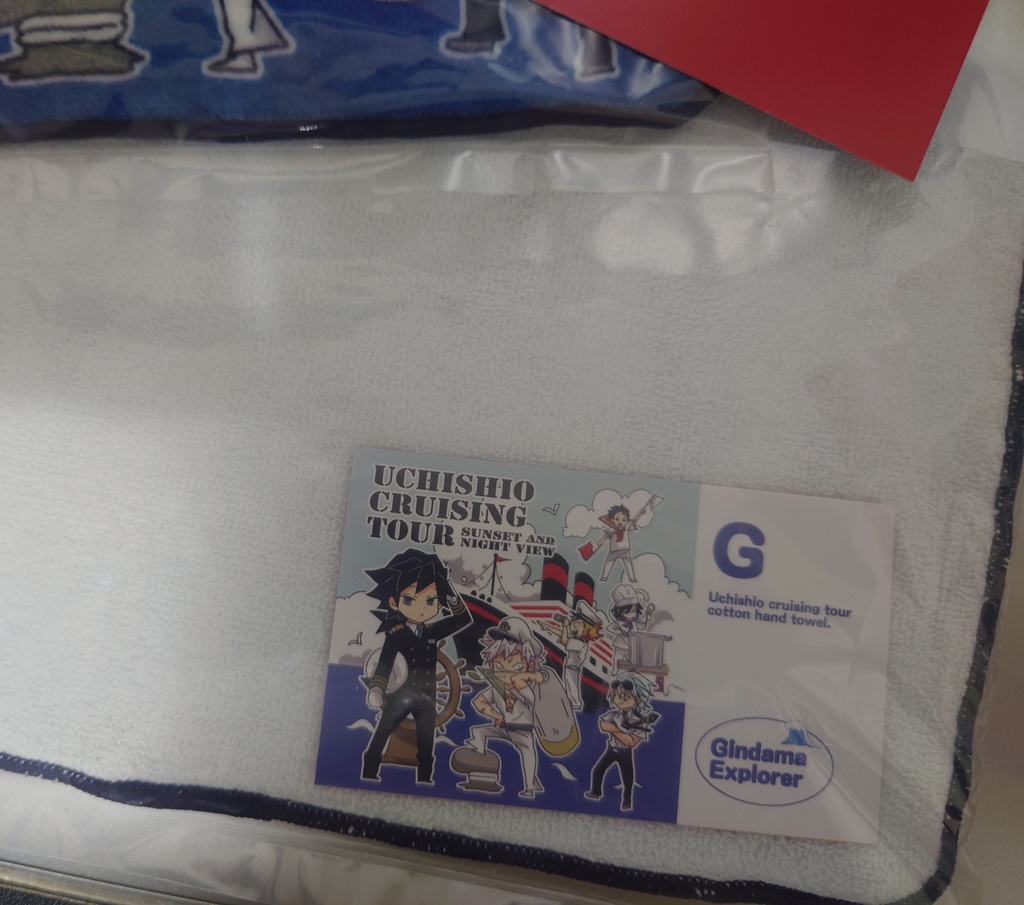 UCHISHIO
CRUISING
TOUR SUNSET AND
NIGHT VIEW
G
Uchishio cruising tour
cotton hand towel.
Gindama
Explorer